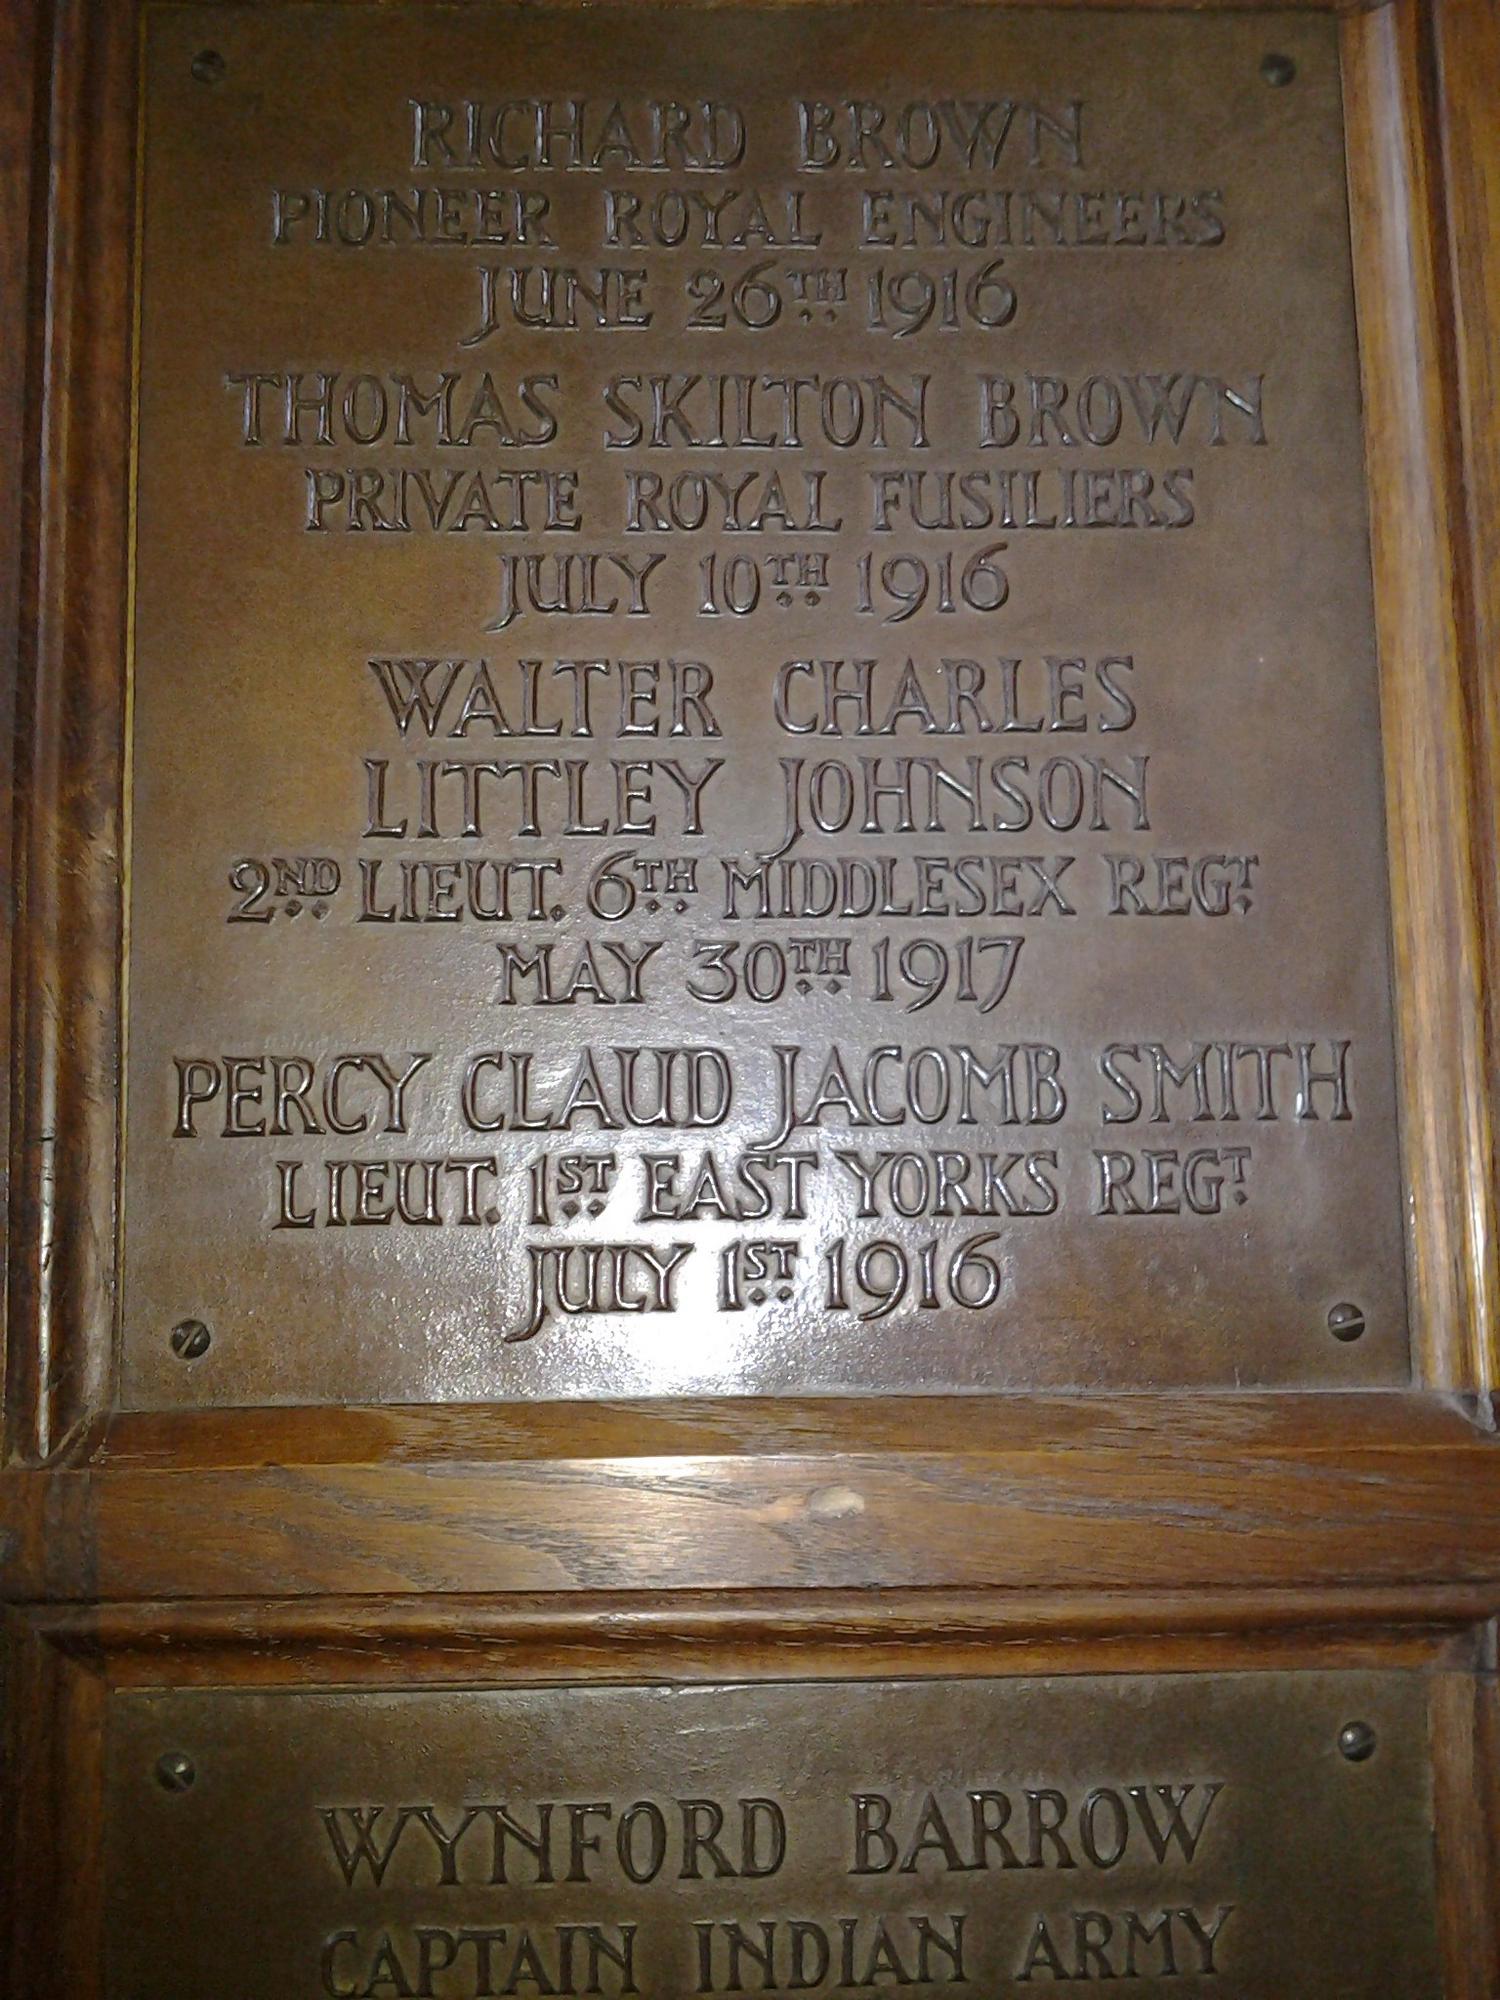 RICHARD BROWN
PIONEER ROYAL ENGINEERS
JUNE 26TH 1916
THOMAS SKILTON BROWN
PRIVATE ROYAL FUSILIERS
JULY 10TH 1916
WALTER CHARLES
LITTLEY JOHNSON
2ND LIEUT. 6TH MIDDLESEX REGT
MAY 30TH 1917
PERCY CLAUD JACOMB SMITH
LIEUT. 1ST EAST YORKS REGT
JULY 1ST 1916
WYNFORD BARROW
CAPTAIN INDIAN ARMY